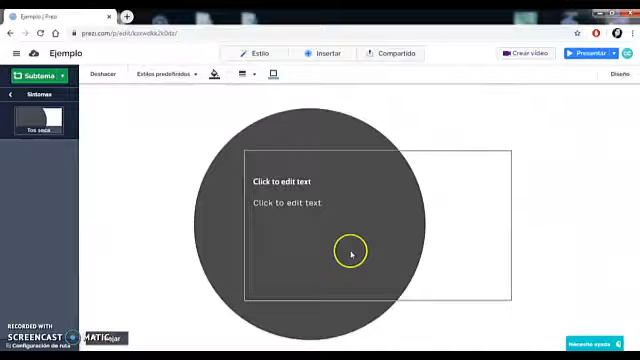 Ejemplo | Prezi
prezi.com/p/edit/
Ejemplo
Estilo
Insertar
Compartido
Crear vídeo
Presentar
CC
Subtema
Deshacer
Estilos predefinidos
Diseño
Síntomas
Tos seca
Click to edit text
Click to edit text
RECORDED WITH
SCREENCAST MATIC
Configuración de ruta
Necesito ayuda